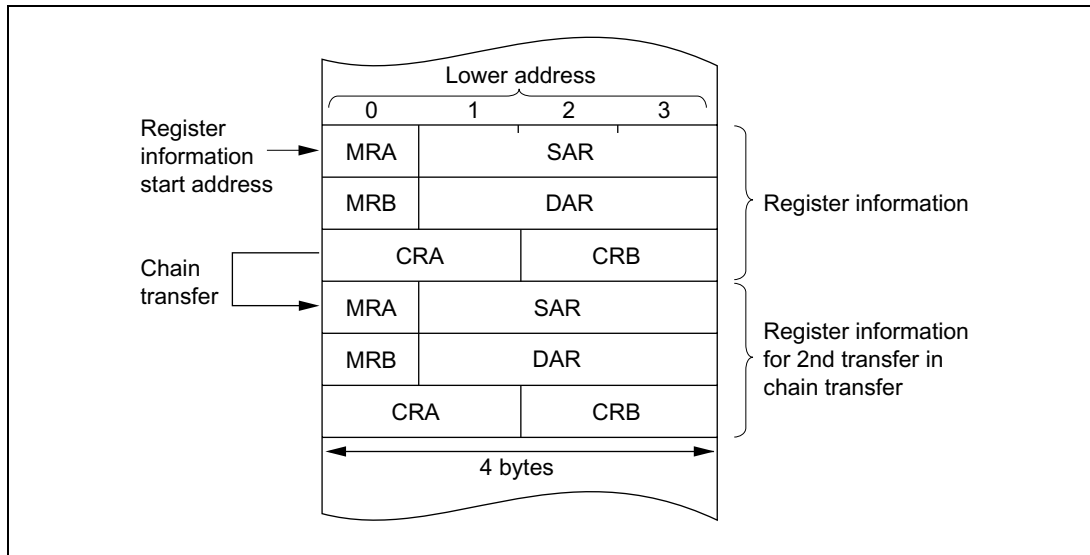 Lower address
0 1 2 3
Register
information
start address
MRA SAR
MRB DAR
Register information
CRA CRB
Chain
transfer
MRA SAR
MRB DAR
Register information
for 2nd transfer in
chain transfer
CRA CRB
4 bytes